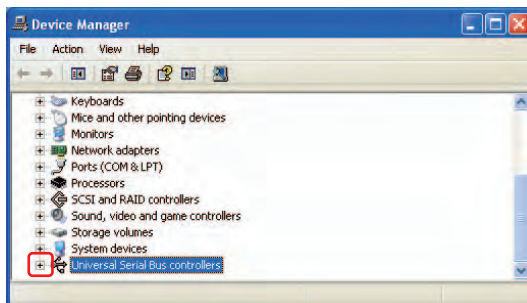 Device Manager
File Action View Help
Keyboards
Mice and other pointing devices
Monitors
Network adapters
Ports (COM & LPT)
Processors
SCSI and RAID controllers
Sound, video and game controllers
Storage volumes
System devices
Universal Serial Bus controllers